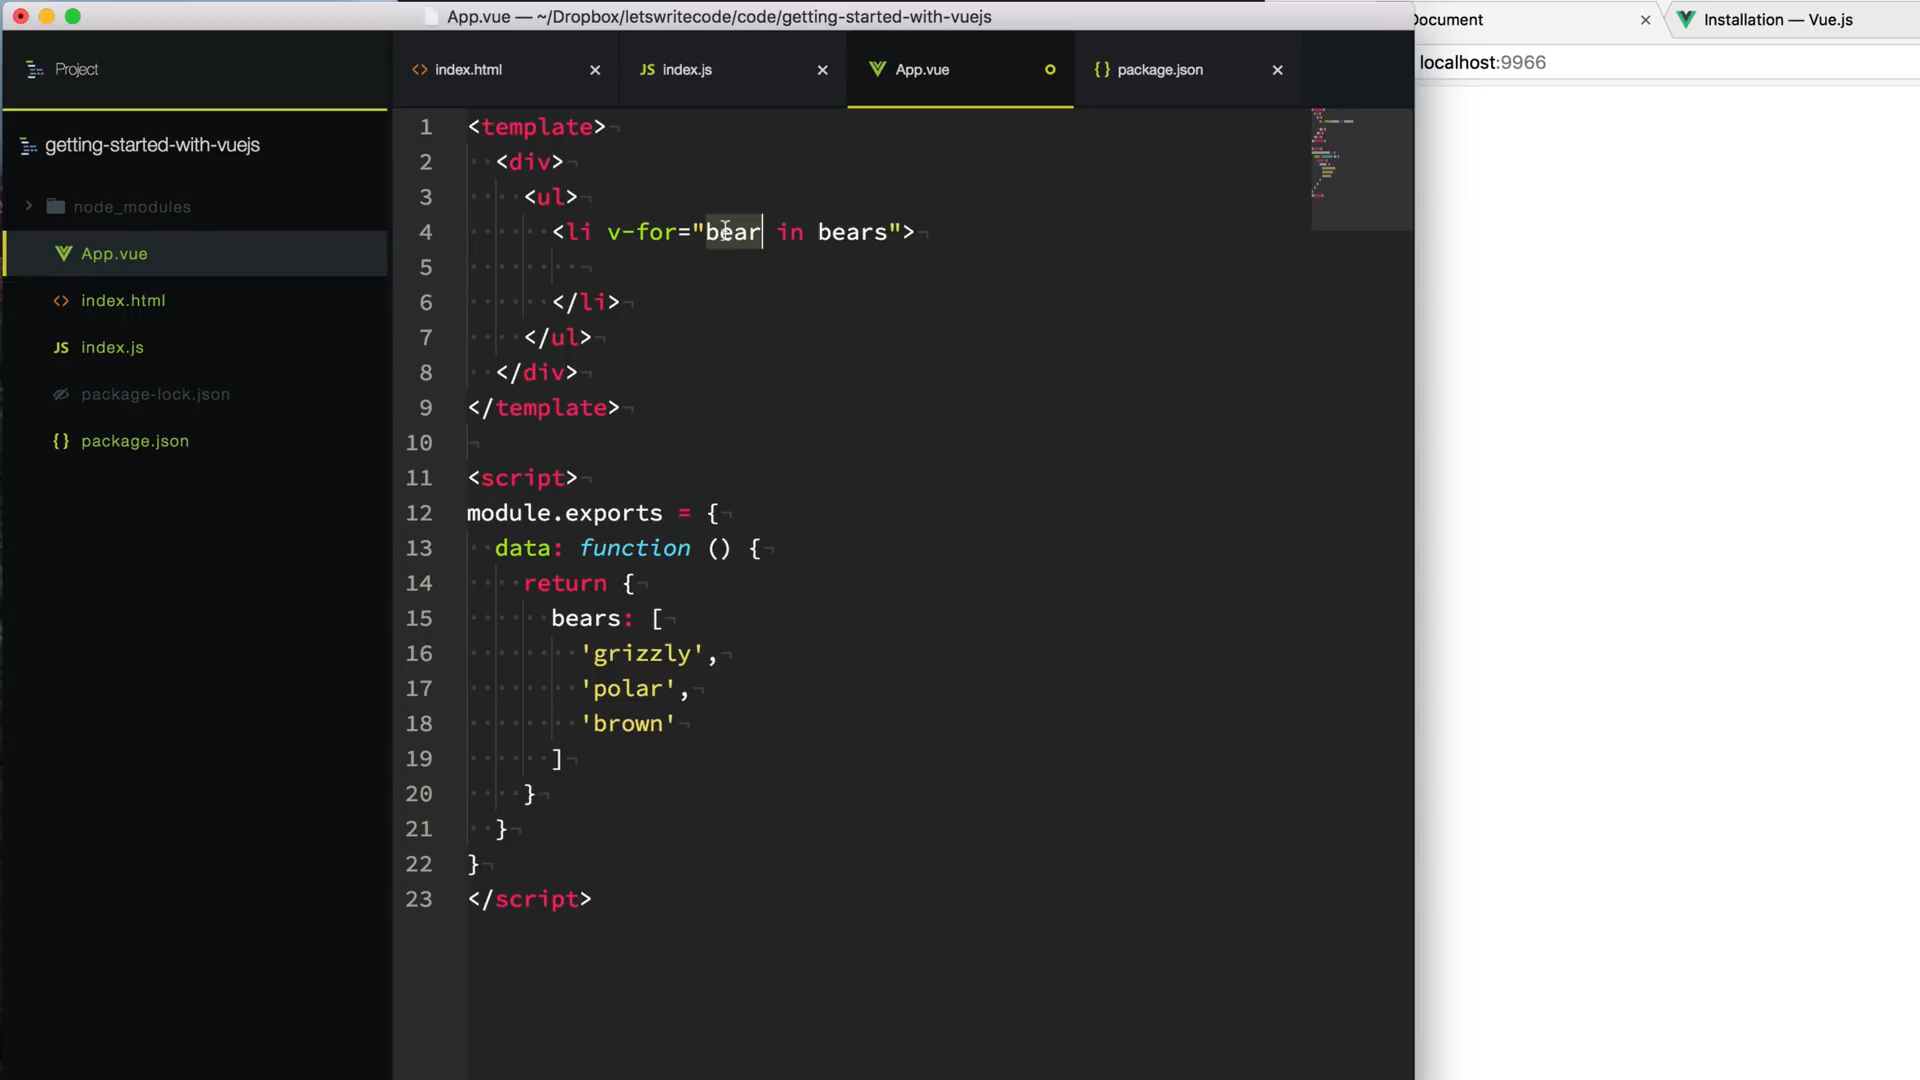 App.vue — ~/Dropbox/letswritecode/code/getting-started-with-vuejs
Document
Installation — Vue.js
localhost:9966
Project
index.html
JS index.js
App.vue
{} package.json
getting-started-with-vuejs
node_modules
App.vue
<> index.html
JS index.js
package-lock.json
{} package.json
1 <template>
2 <div>
3 <ul>
4 <li v-for="bear in bears">
5
6 </li>
7 </ul>
8 </div>
9 </template>
10
11 <script>
12 module.exports = {
13 data: function () {
14 return {
15 bears: [
16 'grizzly',
17 'polar',
18 'brown'
19 ]
20 }
21 }
22 }
23 </script>